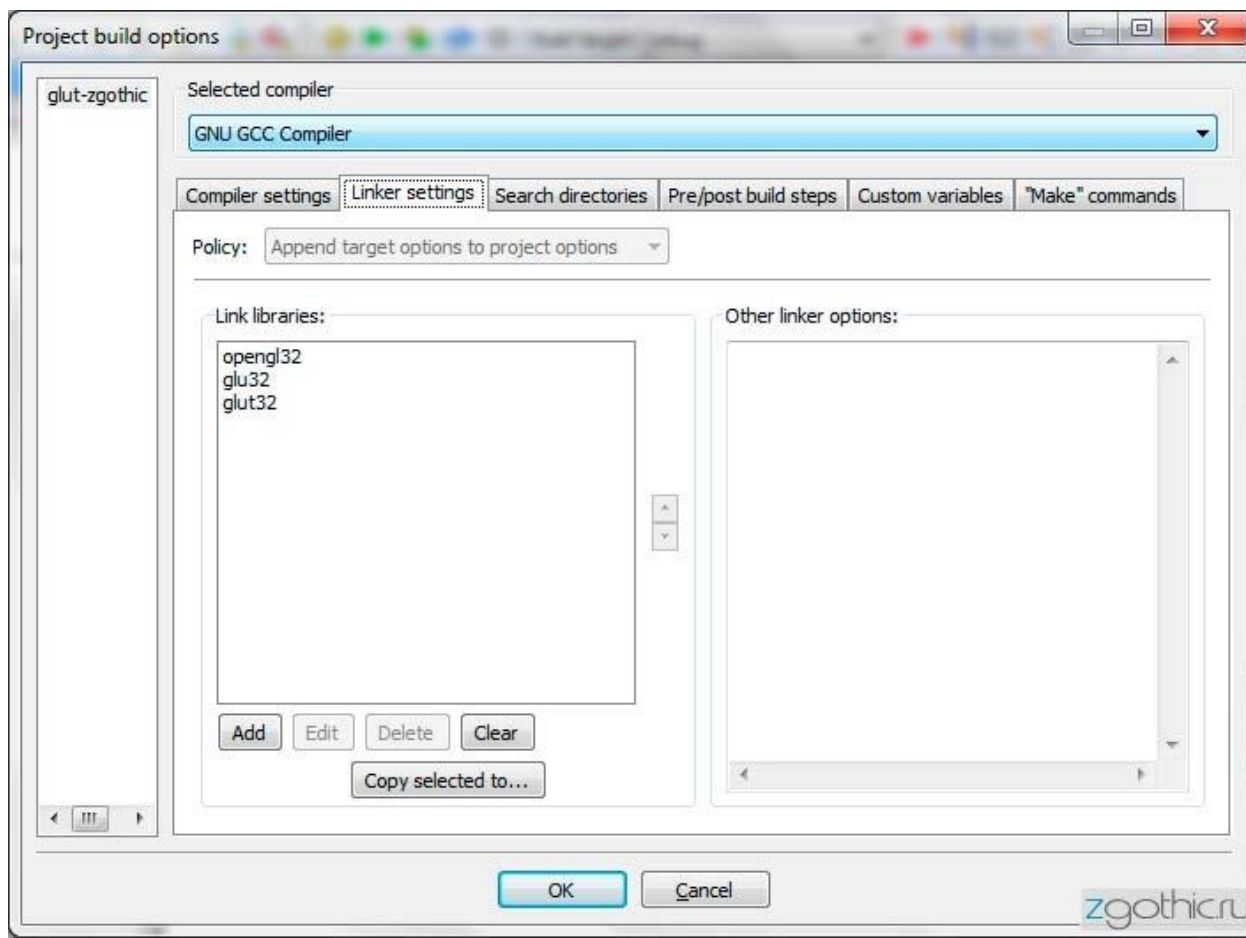 Project build options
glut-zgothic
Selected compiler
GNU GCC Compiler
Compiler settings Linker settings Search directories Pre/post build steps Custom variables "Make" commands
Policy: Append target options to project options
Link libraries: Other linker options:
opengl32
glu32
glut32
Add Edit Delete Clear
Copy selected to...
OK Cancel
zgothic.ru